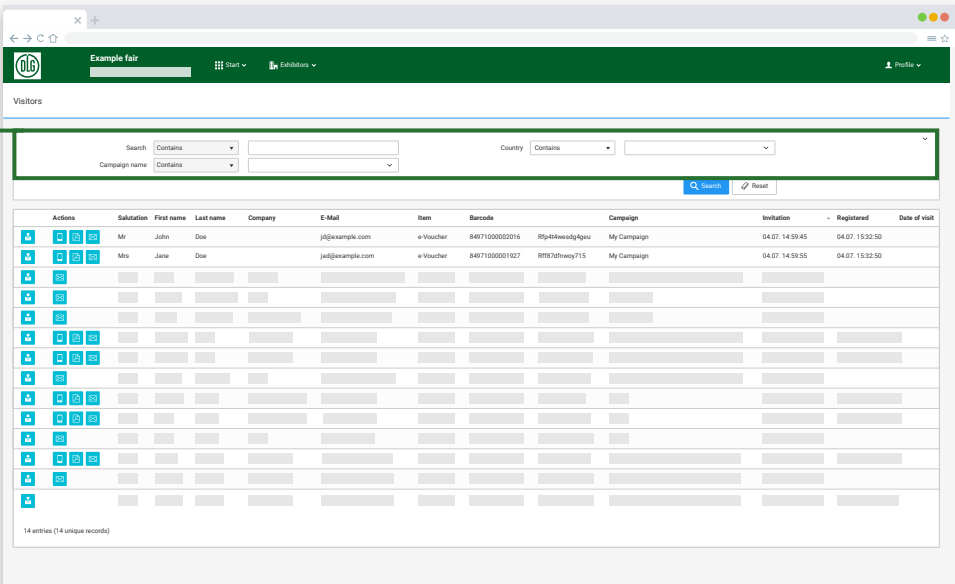 DLG
Example fair
Start
Exhibitors
Profile
Visitors
Search Contains Country Contains
Campaign name Contains
Search Reset
Actions Salutation First name Last name Company E-Mail Item Barcode Campaign Invitation Registered Date of visit
Mr John Doe jd@example.com e-Voucher 84971000002016 Rfp4t4wesdg4geu My Campaign 04.07. 14:59:45 04.07. 15:32:50
Mrs Jane Doe jad@example.com e-Voucher 84971000001927 Rff87dfnwoy715 My Campaign 04.07. 14:59:55 04.07. 15:32:50
14 entries (14 unique records)